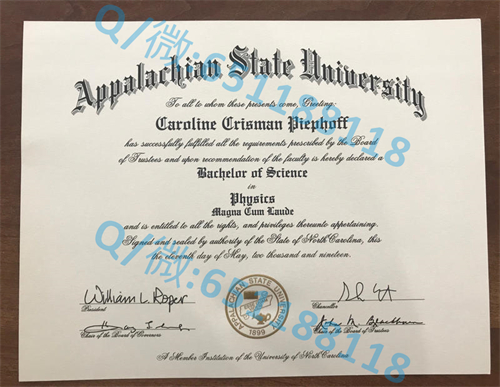 Appalachian State University
To all to whom these presents come, Greeting:
Caroline Crisman Piephoff
has successfully fulfilled all the requirements prescribed by the Board
of Trustees and upon recommendation of the faculty is hereby declared a
Bachelor of Science
in
Physics
Magna Cum Laude
and is entitled to all the rights, and privileges thereunto appertaining.
Signed and sealed by authority of the State of North Carolina, this
the eleventh day of May, two thousand and nineteen.
William L. Roper
President
Chair of the Board of Governors
APPALACHIAN STATE UNIVERSITY
1899
Chancellor
Chair of the Board of Trustees
A Member Institution of the University of North Carolina
Q/微:
Q/微: